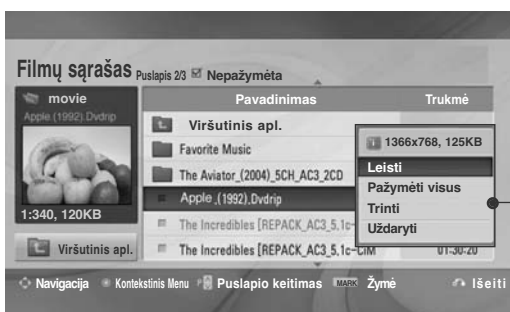 Filmų sąrašas Puslapis 2/3 Nepažymėta
movie
Apple.(1992).Dvdrip
1:340, 120KB
Viršutinis apl.
Pavadinimas Trukmė
Viršutinis apl.
Favorite Music
The Aviator_(2004)_5CH_AC3_2CD
Apple .(1992).Dvdrip
The Incredibles [REPACK_AC3_5,1c-
The Incredibles [REPACK_AC3_5,1c-CiM 01:30:20
1366x768, 125KB
Leisti
Pažymėti visus
Trinti
Uždaryti
Navigacija Kontekstinis Menu P Puslapio keitimas MARK Žymė Išeiti